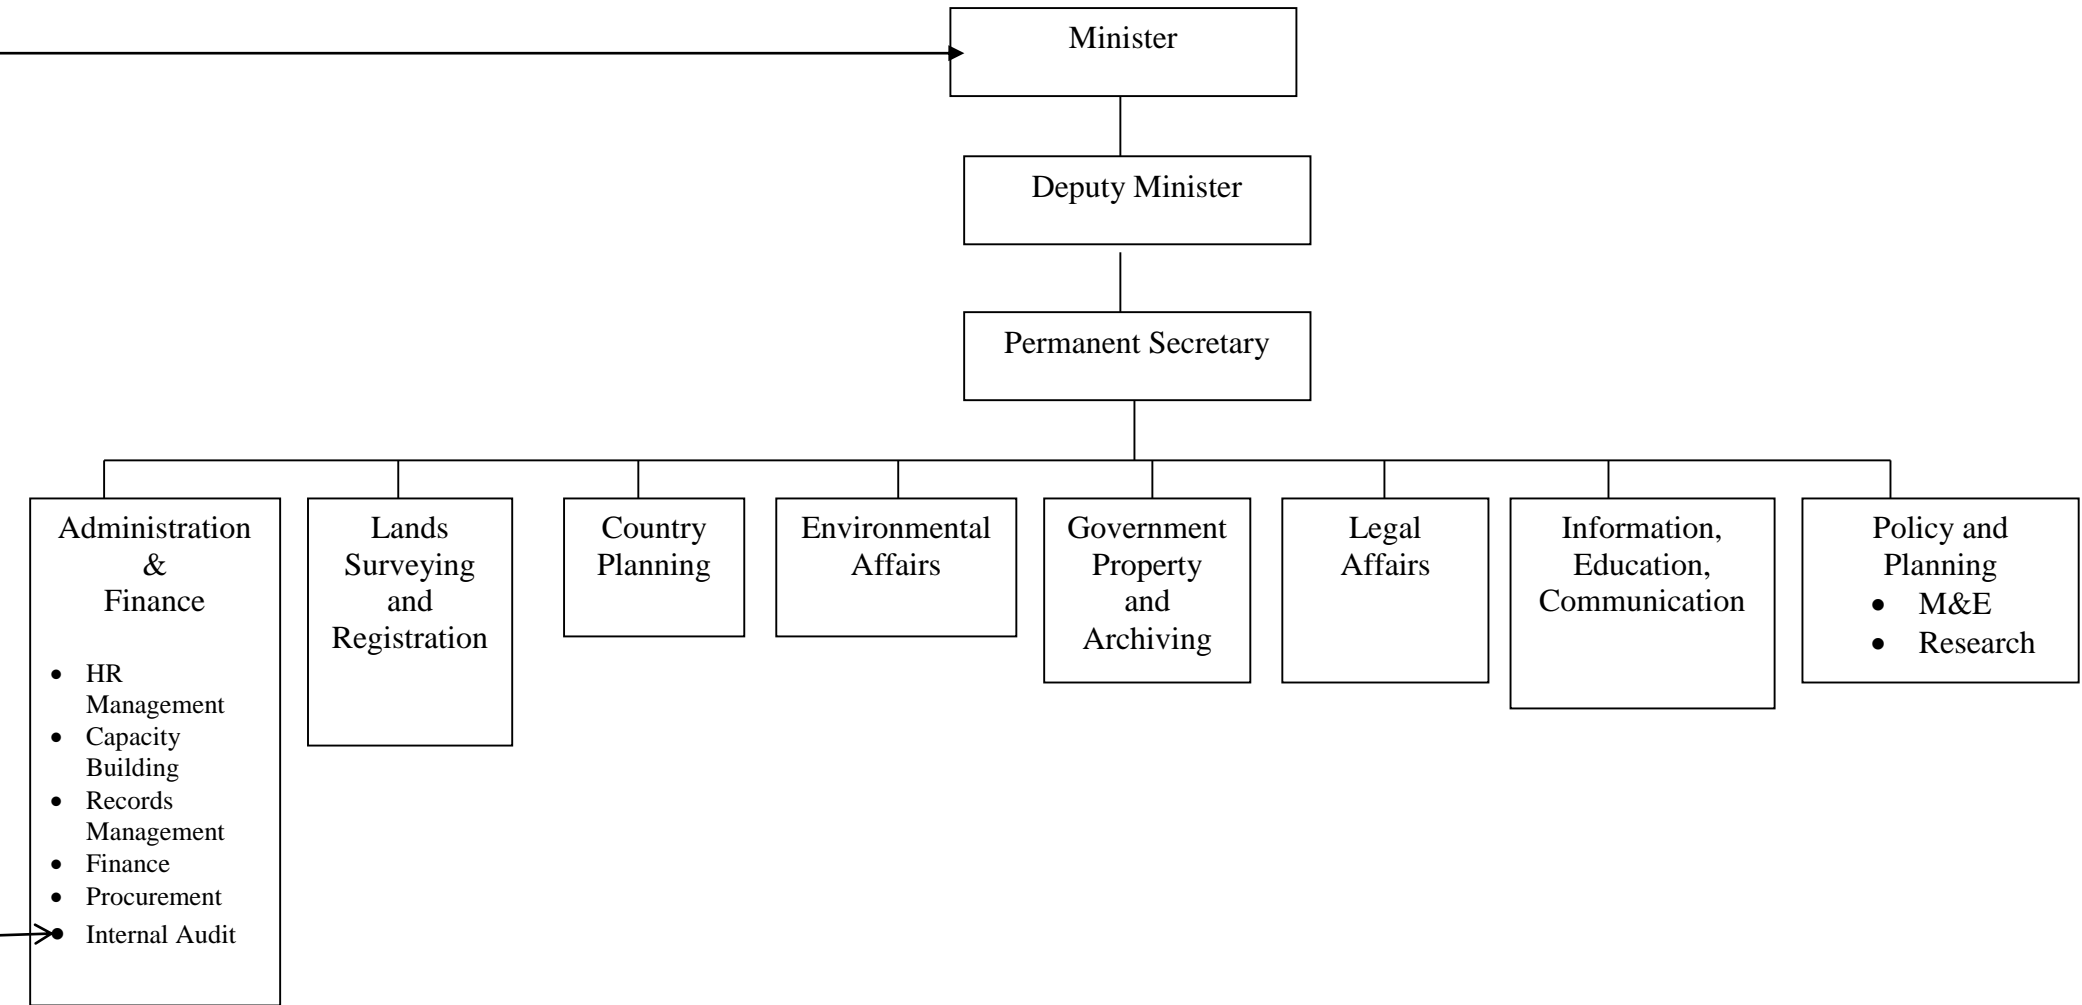 Minister
Deputy Minister
Permanent Secretary
Administration
&
Finance
• HR
Management
• Capacity
Building
• Records
Management
• Finance
• Procurement
• Internal Audit
Lands
Surveying
and
Registration
Country
Planning
Environmental
Affairs
Government
Property
and
Archiving
Legal
Affairs
Information,
Education,
Communication
Policy and
Planning
• M&E
• Research